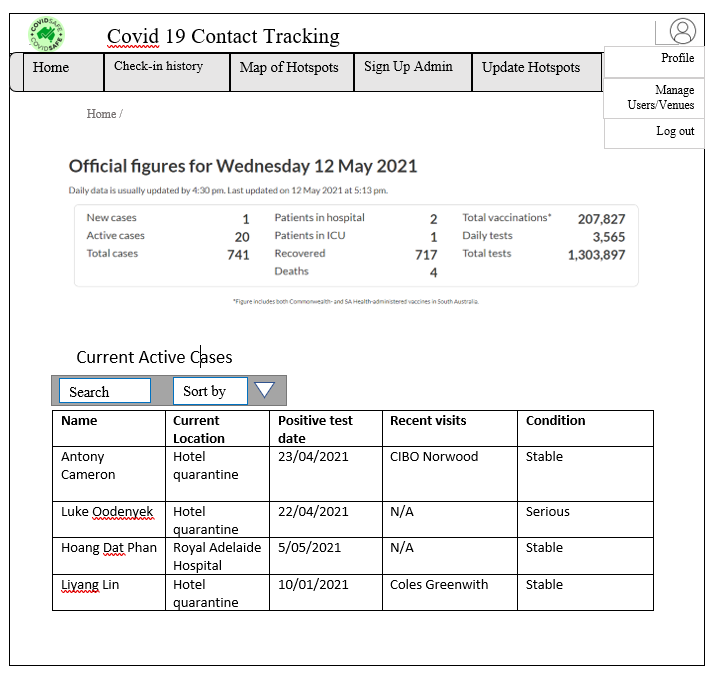 COVIDSAFE
COVIDSAFE
Covid 19 Contact Tracking
Home
Check-in history
Map of Hotspots
Sign Up Admin
Update Hotspots
Profile
Manage
Users/Venues
Log out
Home /
Official figures for Wednesday 12 May 2021
Daily data is usually updated by 4:30 pm. Last updated on 12 May 2021 at 5:13 pm.
New cases 1 Patients in hospital 2 Total vaccinations* 207,827
Active cases 20 Patients in ICU 1 Daily tests 3,565
Total cases 741 Recovered 717 Total tests 1,303,897
Deaths 4
*Figure includes both Commonwealth- and SA Health-administered vaccines in South Australia.
Current Active Cases
Search
Sort by
Name Current Positive test Recent visits Condition
Location date
Antony Hotel 23/04/2021 CIBO Norwood Stable
Cameron quarantine
Luke Oodenyek Hotel 22/04/2021 N/A Serious
quarantine
Hoang Dat Phan Royal Adelaide 5/05/2021 N/A Stable
Hospital
Liyang Lin Hotel 10/01/2021 Coles Greenwith Stable
quarantine